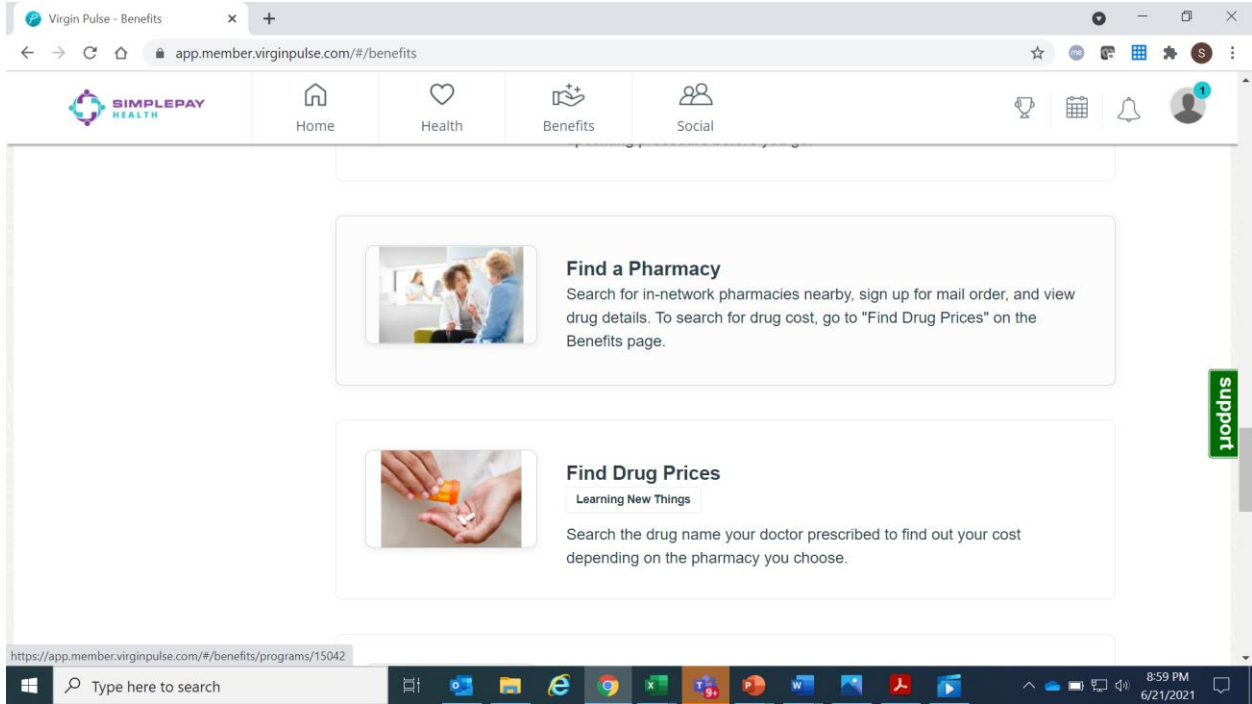 Virgin Pulse - Benefits
app.member.virginpulse.com/#/benefits
me
S
SIMPLEPAY
HEALTH
Home
Health
Benefits
Social
1
Find a Pharmacy
Search for in-network pharmacies nearby, sign up for mail order, and view
drug details. To search for drug cost, go to "Find Drug Prices" on the
Benefits page.
support
Find Drug Prices
Learning New Things
Search the drug name your doctor prescribed to find out your cost
depending on the pharmacy you choose.
https://app.member.virginpulse.com/#/benefits/programs/15042
Type here to search
9+
8:59 PM
6/21/2021